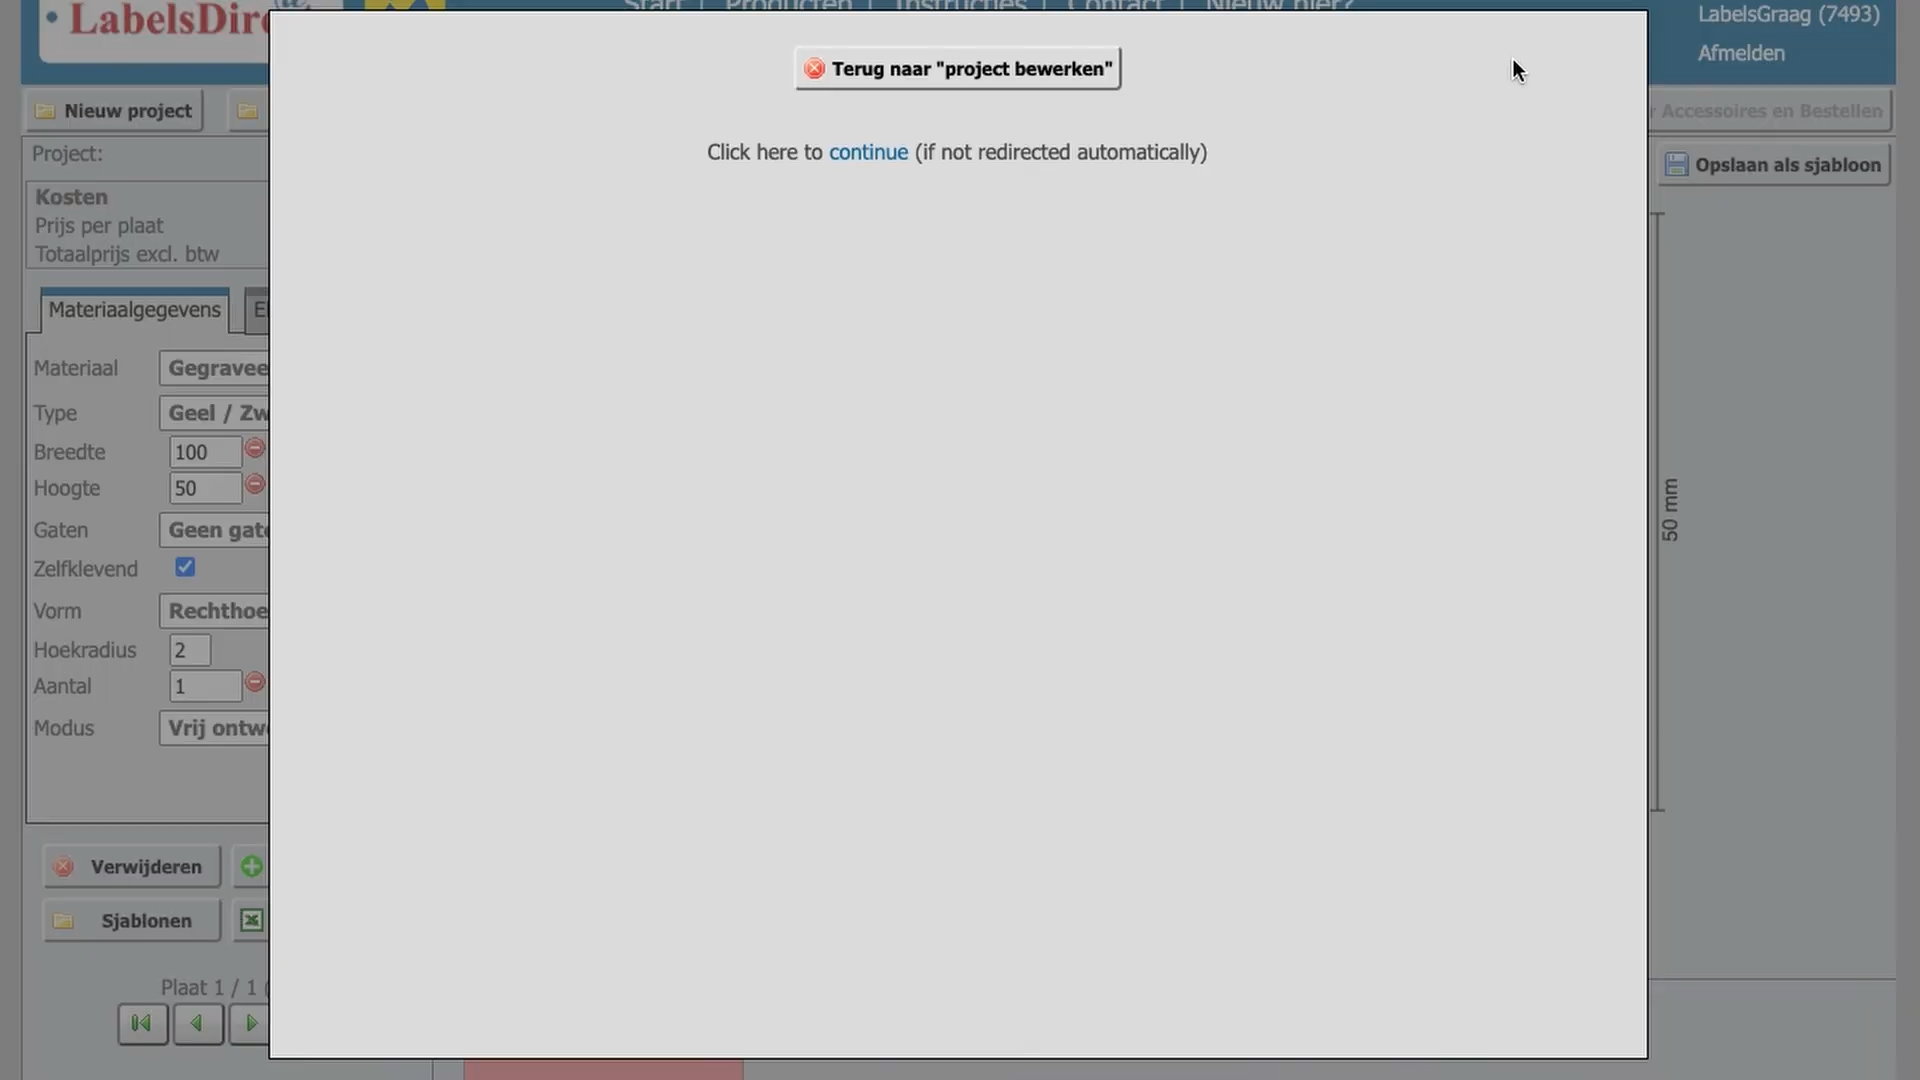 LabelsDire
Start | Producten | Instructies | Contact | Nieuw hier?
LabelsGraag (7493)
Afmelden
Terug naar "project bewerken"
Nieuw project
Accessoires en Bestellen
Click here to continue (if not redirected automatically)
Project:
Opslaan als sjabloon
Kosten
Prijs per plaat
Totaalprijs excl. btw
Materiaalgegevens
Materiaal Gegravee
Type Geel / Zw
Breedte 100
Hoogte 50
50 mm
Gaten Geen gate
Zelfklevend
Vorm Rechthoe
Hoekradius 2
Aantal 1
Modus Vrij ontwe
Verwijderen
Sjablonen
Plaat 1 / 1 (